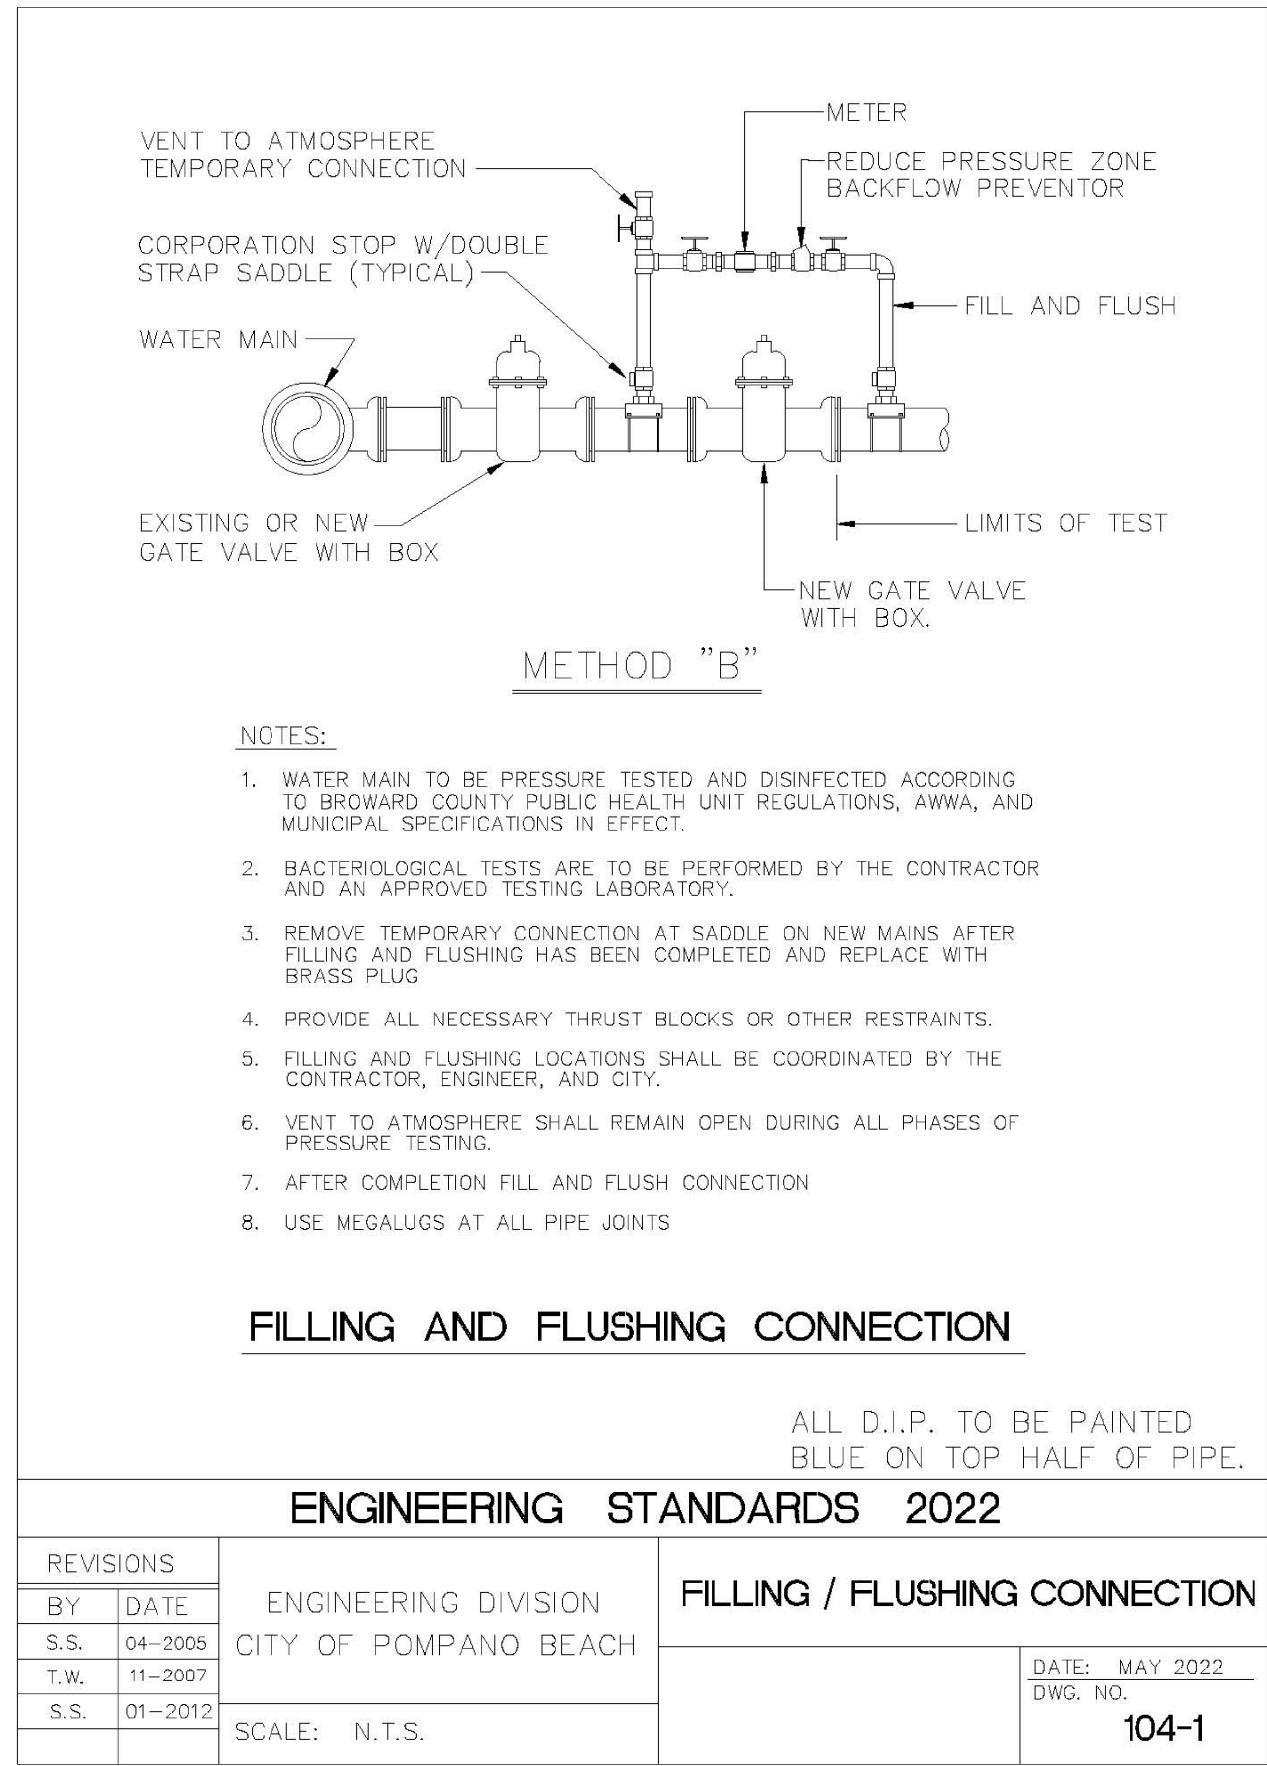 METER
VENT TO ATMOSPHERE
TEMPORARY CONNECTION
REDUCE PRESSURE ZONE
BACKFLOW PREVENTOR
CORPORATION STOP W/DOUBLE
STRAP SADDLE (TYPICAL)
FILL AND FLUSH
WATER MAIN
EXISTING OR NEW
GATE VALVE WITH BOX
LIMITS OF TEST
NEW GATE VALVE
WITH BOX.
METHOD "B"
NOTES:
1. WATER MAIN TO BE PRESSURE TESTED AND DISINFECTED ACCORDING
TO BROWARD COUNTY PUBLIC HEALTH UNIT REGULATIONS, AWWA, AND
MUNICIPAL SPECIFICATIONS IN EFFECT.
2. BACTERIOLOGICAL TESTS ARE TO BE PERFORMED BY THE CONTRACTOR
AND AN APPROVED TESTING LABORATORY.
3. REMOVE TEMPORARY CONNECTION AT SADDLE ON NEW MAINS AFTER
FILLING AND FLUSHING HAS BEEN COMPLETED AND REPLACE WITH
BRASS PLUG
4. PROVIDE ALL NECESSARY THRUST BLOCKS OR OTHER RESTRAINTS.
5. FILLING AND FLUSHING LOCATIONS SHALL BE COORDINATED BY THE
CONTRACTOR, ENGINEER, AND CITY.
6. VENT TO ATMOSPHERE SHALL REMAIN OPEN DURING ALL PHASES OF
PRESSURE TESTING.
7. AFTER COMPLETION FILL AND FLUSH CONNECTION
8. USE MEGALUGS AT ALL PIPE JOINTS
FILLING AND FLUSHING CONNECTION
ALL D.I.P. TO BE PAINTED
BLUE ON TOP HALF OF PIPE.
ENGINEERING STANDARDS 2022
REVISIONS
BY DATE
S.S. 04-2005
T.W. 11-2007
S.S. 01-2012
ENGINEERING DIVISION
CITY OF POMPANO BEACH
SCALE: N.T.S.
FILLING / FLUSHING CONNECTION
DATE: MAY 2022
DWG. NO.
104-1